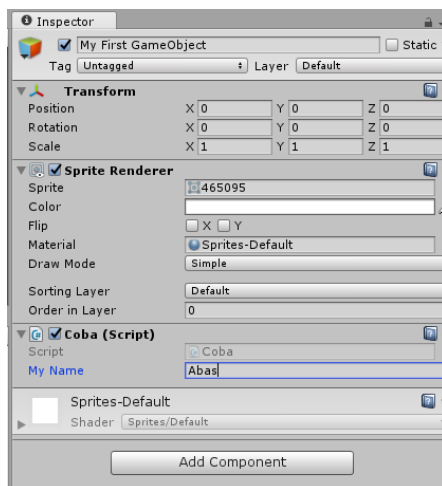 Inspector
My First GameObject Static
Tag Untagged Layer Default
Transform
Position X 0 Y 0 Z 0
Rotation X 0 Y 0 Z 0
Scale X 1 Y 1 Z 1
Sprite Renderer
Sprite 465095
Color
Flip X Y
Material Sprites-Default
Draw Mode Simple
Sorting Layer Default
Order in Layer 0
Coba (Script)
Script Coba
My Name Abas
Sprites-Default
Shader Sprites/Default
Add Component